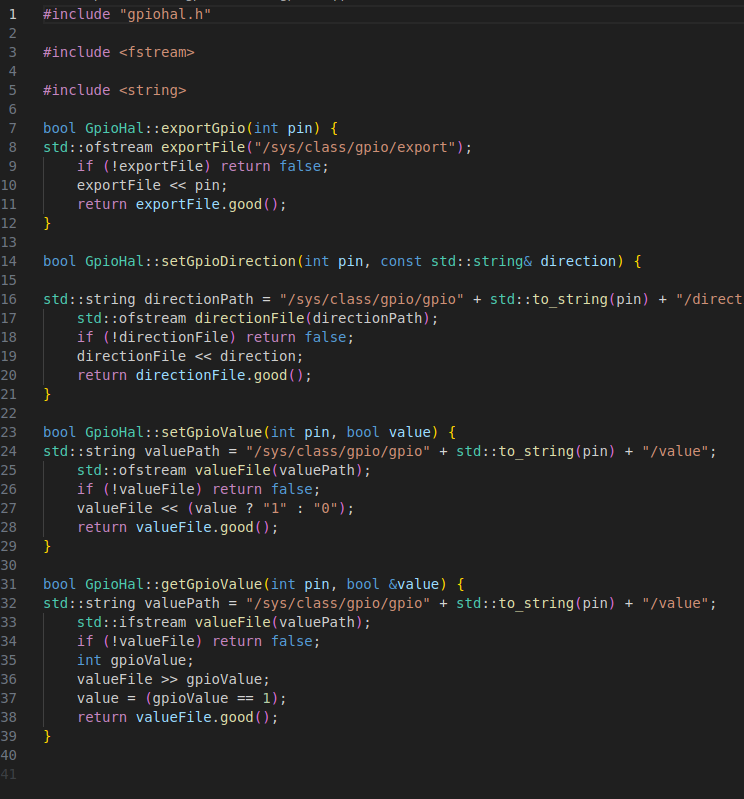 1 #include "gpiohal.h"
2
3 #include <fstream>
4
5 #include <string>
6
7 bool GpioHal::exportGpio(int pin) {
8 std::ofstream exportFile("/sys/class/gpio/export");
9     if (!exportFile) return false;
10     exportFile << pin;
11     return exportFile.good();
12 }
13
14 bool GpioHal::setGpioDirection(int pin, const std::string& direction) {
15
16 std::string directionPath = "/sys/class/gpio/gpio" + std::to_string(pin) + "/direct
17     std::ofstream directionFile(directionPath);
18     if (!directionFile) return false;
19     directionFile << direction;
20     return directionFile.good();
21 }
22
23 bool GpioHal::setGpioValue(int pin, bool value) {
24 std::string valuePath = "/sys/class/gpio/gpio" + std::to_string(pin) + "/value";
25     std::ofstream valueFile(valuePath);
26     if (!valueFile) return false;
27     valueFile << (value ? "1" : "0");
28     return valueFile.good();
29 }
30
31 bool GpioHal::getGpioValue(int pin, bool &value) {
32 std::string valuePath = "/sys/class/gpio/gpio" + std::to_string(pin) + "/value";
33     std::ifstream valueFile(valuePath);
34     if (!valueFile) return false;
35     int gpioValue;
36     valueFile >> gpioValue;
37     value = (gpioValue == 1);
38     return valueFile.good();
39 }
40
41